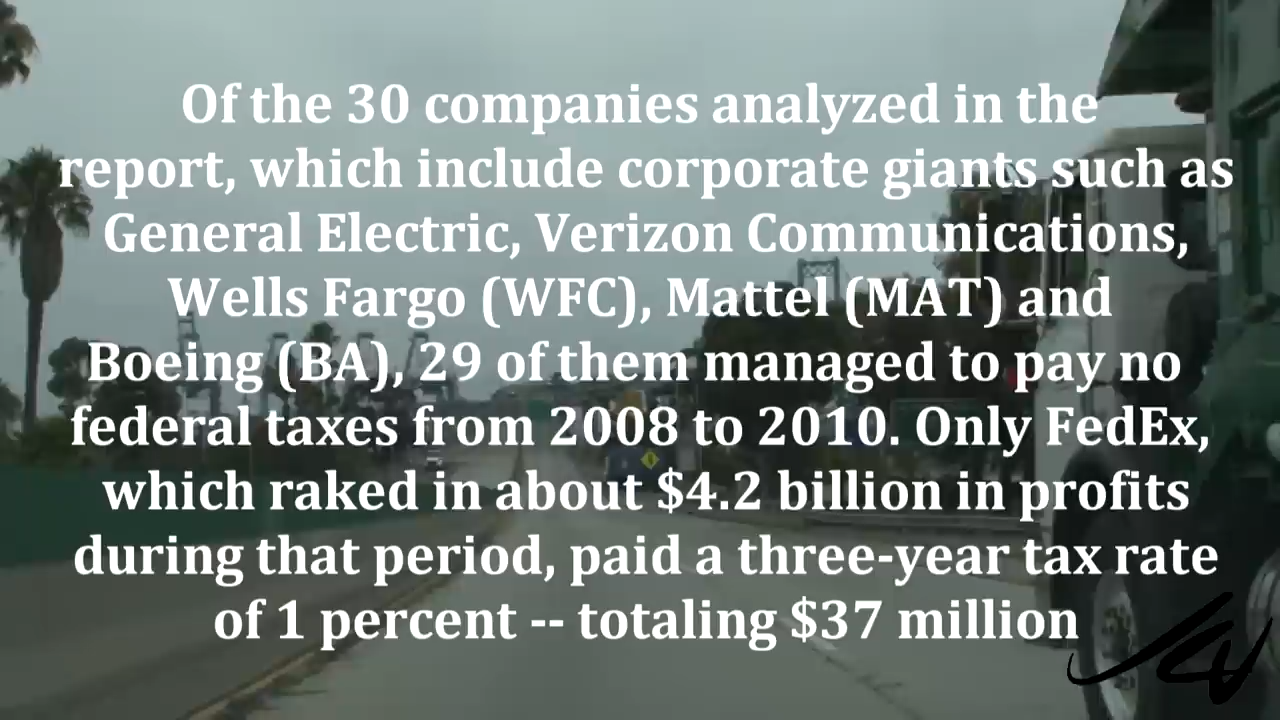 Of the 30 companies analyzed in the
report, which include corporate giants such as
General Electric, Verizon Communications,
Wells Fargo (WFC), Mattel (MAT) and
Boeing (BA), 29 of them managed to pay no
federal taxes from 2008 to 2010. Only FedEx,
which raked in about $4.2 billion in profits
during that period, paid a three-year tax rate
of 1 percent -- totaling $37 million